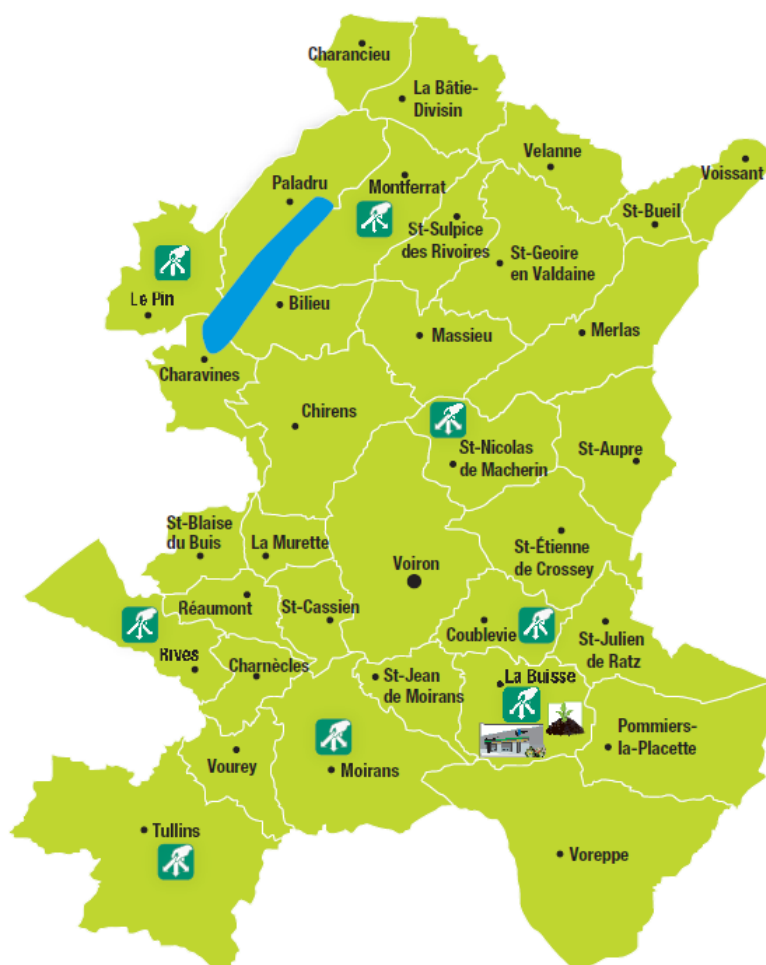 Charancieu
La Bâtie-
Divisin
Velanne
Voissant
Paladru
Montferrat
St-Bueil
St-Sulpice
des Rivoires
St-Geoire
en Valdaine
Le Pin
Bilieu
Massieu
Merlas
Charavines
Chirens
St-Nicolas
de Macherin
St-Aupre
St-Blaise
du Buis
La Murette
St-Étienne
de Crossey
Voiron
Réaumont
St-Cassien
Coublevie
St-Julien
de Ratz
Rives
Charnècles
St-Jean
de Moirans
La Buisse
Pommiers-
la-Placette
Vourey
Moirans
Tullins
Voreppe